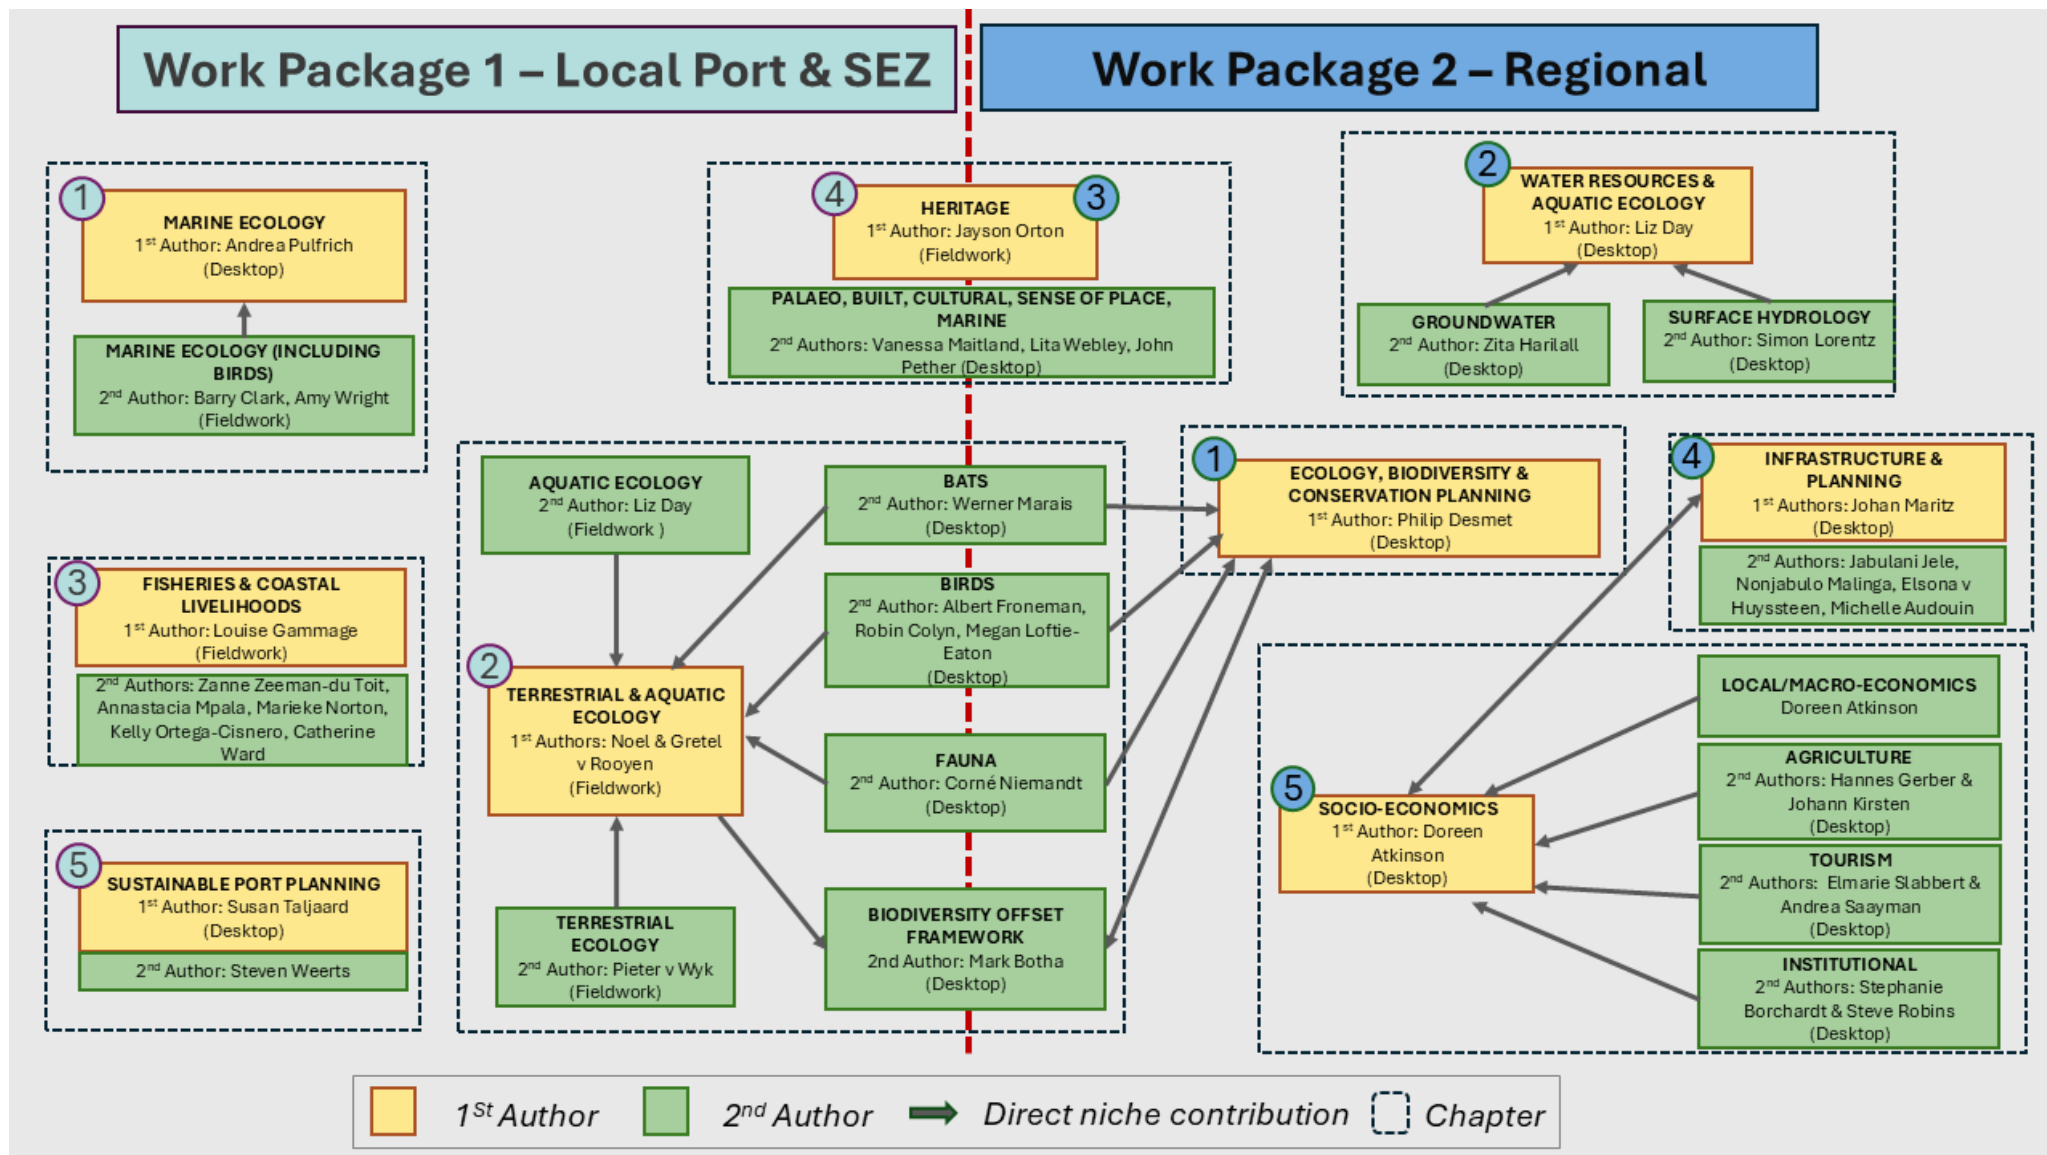 Work Package 1 – Local Port & SEZ
Work Package 2 – Regional
1
MARINE ECOLOGY
1st Author: Andrea Pulfrich
(Desktop)
MARINE ECOLOGY (INCLUDING
BIRDS)
2nd Author: Barry Clark, Amy Wright
(Fieldwork)
4
3
HERITAGE
1st Author: Jayson Orton
(Fieldwork)
PALAEO, BUILT, CULTURAL, SENSE OF PLACE,
MARINE
2nd Authors: Vanessa Maitland, Lita Webley, John
Pether (Desktop)
2
WATER RESOURCES &
AQUATIC ECOLOGY
1st Author: Liz Day
(Desktop)
GROUNDWATER
2nd Author: Zita Harilall
(Desktop)
SURFACE HYDROLOGY
2nd Author: Simon Lorentz
(Desktop)
3
FISHERIES & COASTAL
LIVELIHOODS
1st Author: Louise Gammage
(Fieldwork)
2nd Authors: Zanne Zeeman-du Toit,
Annastacia Mpala, Marieke Norton,
Kelly Ortega-Cisnero, Catherine
Ward
5
SUSTAINABLE PORT PLANNING
1st Author: Susan Taljaard
(Desktop)
2nd Author: Steven Weerts
AQUATIC ECOLOGY
2nd Author: Liz Day
(Fieldwork )
2
TERRESTRIAL & AQUATIC
ECOLOGY
1st Authors: Noel & Gretel
v Rooyen
(Fieldwork)
TERRESTRIAL
ECOLOGY
2nd Author: Pieter v Wyk
(Fieldwork)
BATS
2nd Author: Werner Marais
(Desktop)
BIRDS
2nd Author: Albert Froneman,
Robin Colyn, Megan Loftie-
Eaton
(Desktop)
FAUNA
2nd Author: Corné Niemandt
(Desktop)
BIODIVERSITY OFFSET
FRAMEWORK
2nd Author: Mark Botha
(Desktop)
1
ECOLOGY, BIODIVERSITY &
CONSERVATION PLANNING
1st Author: Philip Desmet
(Desktop)
4
INFRASTRUCTURE &
PLANNING
1st Authors: Johan Maritz
(Desktop)
2nd Authors: Jabulani Jele,
Nonjabulo Malinga, Elsona v
Huyssteen, Michelle Audouin
5
SOCIO-ECONOMICS
1st Author: Doreen
Atkinson
(Desktop)
LOCAL/MACRO-ECONOMICS
Doreen Atkinson
AGRICULTURE
2nd Authors: Hannes Gerber &
Johann Kirsten
(Desktop)
TOURISM
2nd Authors:  Elmarie Slabbert &
Andrea Saayman
(Desktop)
INSTITUTIONAL
2nd Authors: Stephanie
Borchardt & Steve Robins
(Desktop)
1St Author
2nd Author
Direct niche contribution
Chapter